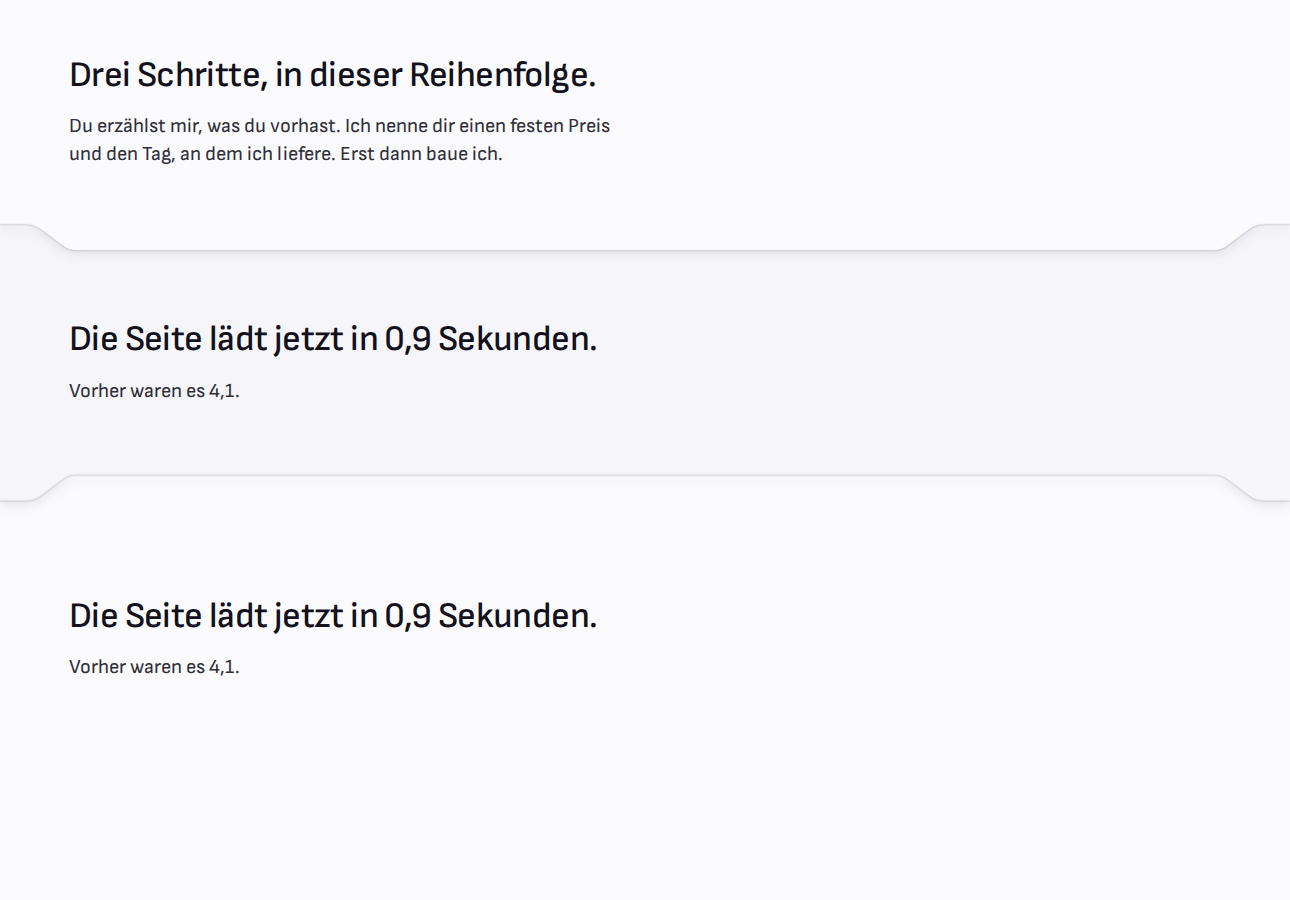 Drei Schritte, in dieser Reihenfolge.
Du erzählst mir, was du vorhast. Ich nenne dir einen festen Preis
und den Tag, an dem ich liefere. Erst dann baue ich.
Die Seite lädt jetzt in 0,9 Sekunden.
Vorher waren es 4,1.
Die Seite lädt jetzt in 0,9 Sekunden.
Vorher waren es 4,1.